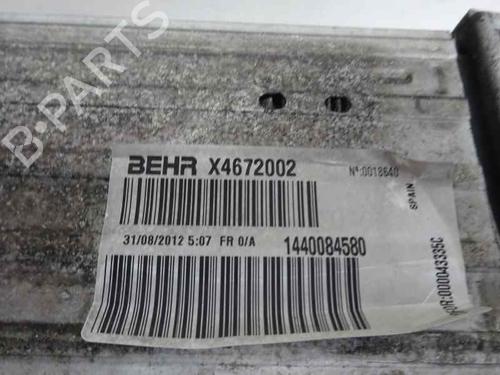 B-PARTS
BEHR X4672002
Nº:0018640
SPAIN
31/08/2012 5:07 FR 0/A
1440084580